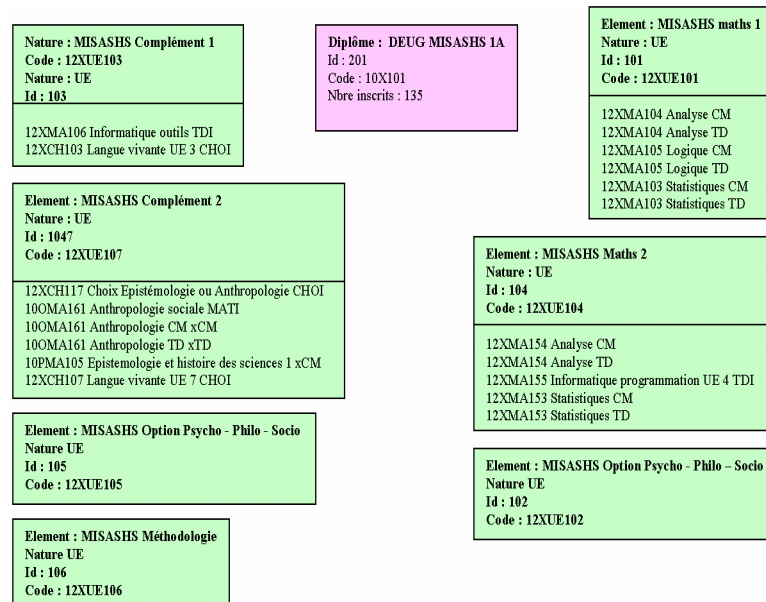 Nature : MISASHS Complément 1
Code : 12XUE103
Nature : UE
Id : 103
12XMA106 Informatique outils TDI
12XCH103 Langue vivante UE 3 CHOI
Diplôme : DEUG MISASHS 1A
Id : 201
Code : 10X101
Nbre inscrits : 135
Element : MISASHS maths 1
Nature : UE
Id : 101
Code : 12XUE101
12XMA104 Analyse CM
12XMA104 Analyse TD
12XMA105 Logique CM
12XMA105 Logique TD
12XMA103 Statistiques CM
12XMA103 Statistiques TD
Element : MISASHS Complément 2
Nature : UE
Id : 1047
Code : 12XUE107
12XCH117 Choix Epistémologie ou Anthropologie CHOI
10OMA161 Anthropologie sociale MATI
10OMA161 Anthropologie CM xCM
10OMA161 Anthropologie TD xTD
10PMA105 Epistemologie et histoire des sciences 1 xCM
12XCH107 Langue vivante UE 7 CHOI
Element : MISASHS Maths 2
Nature : UE
Id : 104
Code : 12XUE104
12XMA154 Analyse CM
12XMA154 Analyse TD
12XMA155 Informatique programmation UE 4 TDI
12XMA153 Statistiques CM
12XMA153 Statistiques TD
Element : MISASHS Option Psycho - Philo - Socio
Nature UE
Id : 105
Code : 12XUE105
Element : MISASHS Option Psycho - Philo – Socio
Nature UE
Id : 102
Code : 12XUE102
Element : MISASHS Méthodologie
Nature UE
Id : 106
Code : 12XUE106